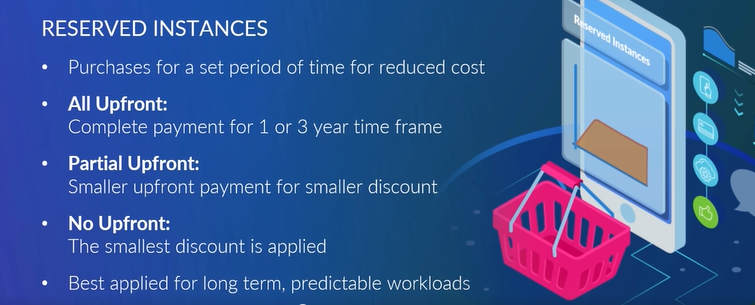 RESERVED INSTANCES
• Purchases for a set period of time for reduced cost
• All Upfront:
Complete payment for 1 or 3 year time frame
• Partial Upfront:
Smaller upfront payment for smaller discount
• No Upfront:
The smallest discount is applied
• Best applied for long term, predictable workloads
Reserved Instances